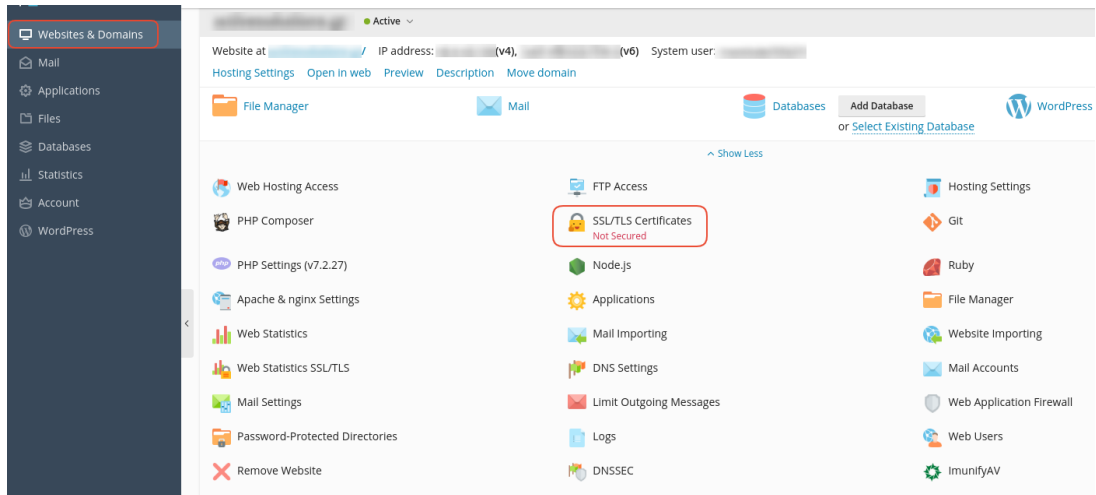 Websites & Domains
Mail
Applications
Files
Databases
Statistics
Account
WordPress
Active
Website at / IP address: (v4), (v6) System user:
Hosting Settings Open in web Preview Description Move domain
File Manager Mail Databases Add Database WordPress
or Select Existing Database
Show Less
Web Hosting Access FTP Access Hosting Settings
PHP Composer SSL/TLS Certificates Git
Not Secured
php PHP Settings (v7.2.27) Node.js Ruby
Apache & nginx Settings Applications File Manager
Web Statistics Mail Importing Website Importing
Web Statistics SSL/TLS DNS Settings Mail Accounts
Mail Settings Limit Outgoing Messages Web Application Firewall
Password-Protected Directories Logs Web Users
Remove Website DNSSEC ImunifyAV